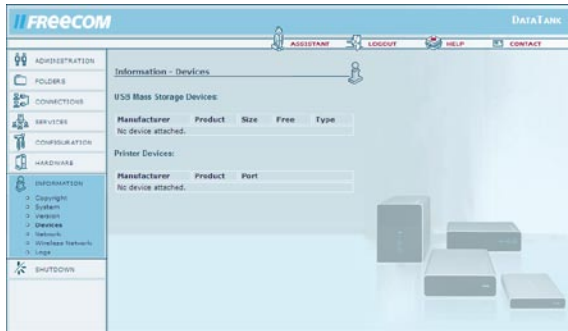 FREECOM
DATATANK
ASSISTANT LOGOUT HELP CONTACT
ADMINISTRATION
FOLDERS
CONNECTIONS
SERVICES
CONFIGURATION
HARDWARE
INFORMATION
Copyright
System
Version
Devices
Network
Wireless Network
Logs
SHUTDOWN
Information - Devices
USB Mass Storage Devices:
Manufacturer Product Size Free Type
No device attached.
Printer Devices:
Manufacturer Product Port
No device attached.